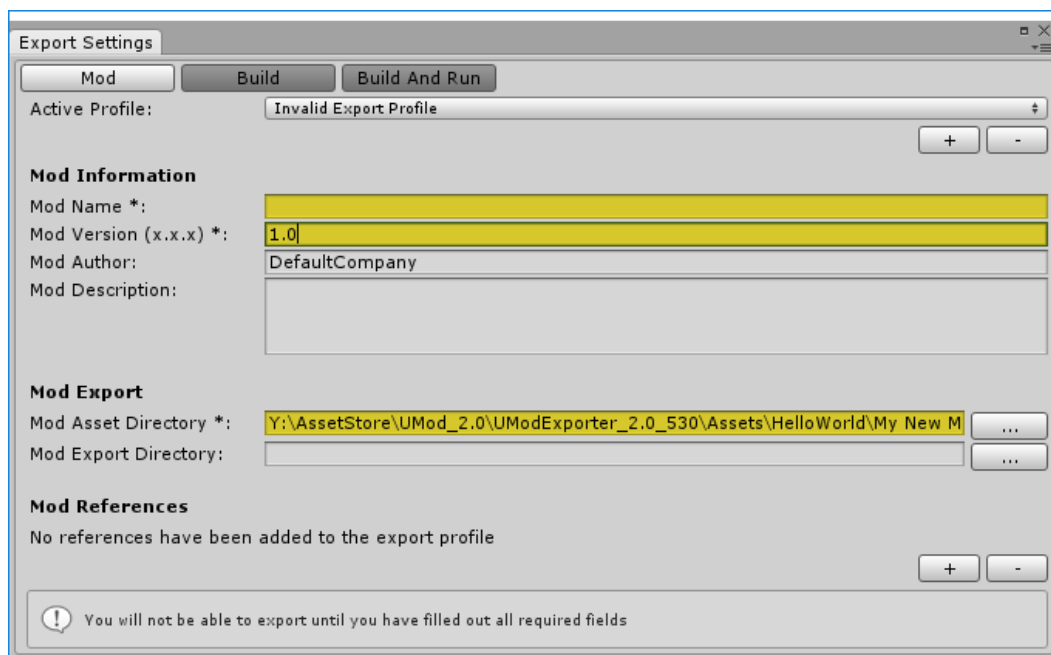 Export Settings
Mod Build Build And Run
Active Profile: Invalid Export Profile
+ -
Mod Information
Mod Name *:
Mod Version (x.x.x) *: 1.0
Mod Author: DefaultCompany
Mod Description:
Mod Export
Mod Asset Directory *: Y:\AssetStore\UMod_2.0\UModExporter_2.0_530\Assets\HelloWorld\My New M ...
Mod Export Directory: ...
Mod References
No references have been added to the export profile
+ -
You will not be able to export until you have filled out all required fields